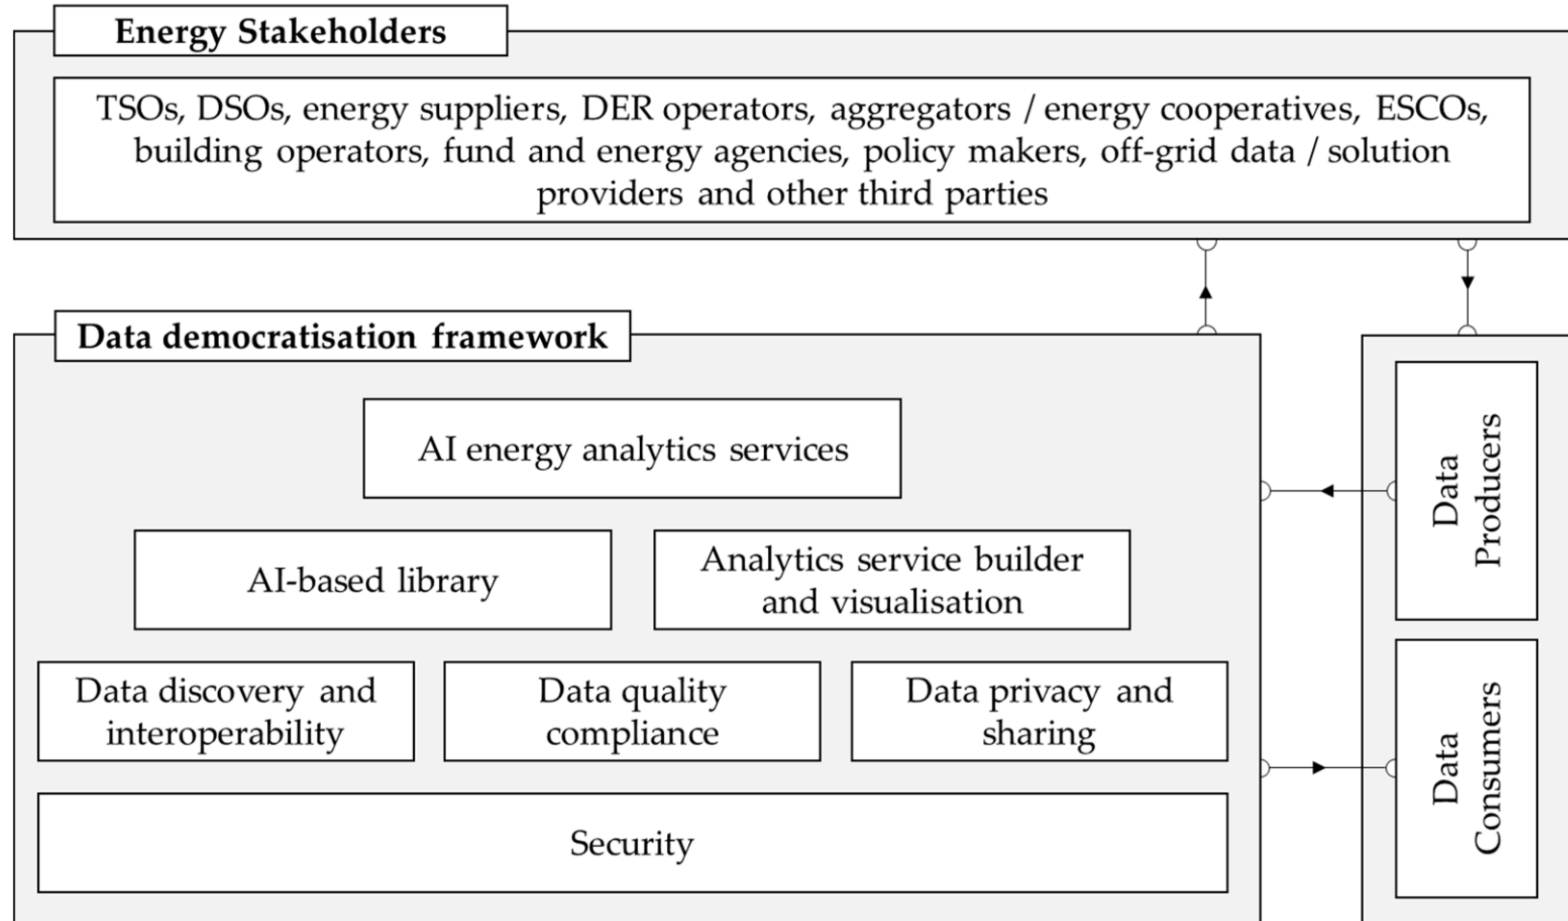 Energy Stakeholders
TSOs, DSOs, energy suppliers, DER operators, aggregators / energy cooperatives, ESCOs,
building operators, fund and energy agencies, policy makers, off-grid data / solution
providers and other third parties
Data democratisation framework
AI energy analytics services
AI-based library
Analytics service builder
and visualisation
Data discovery and
interoperability
Data quality
compliance
Data privacy and
sharing
Security
Data
Producers
Data
Consumers